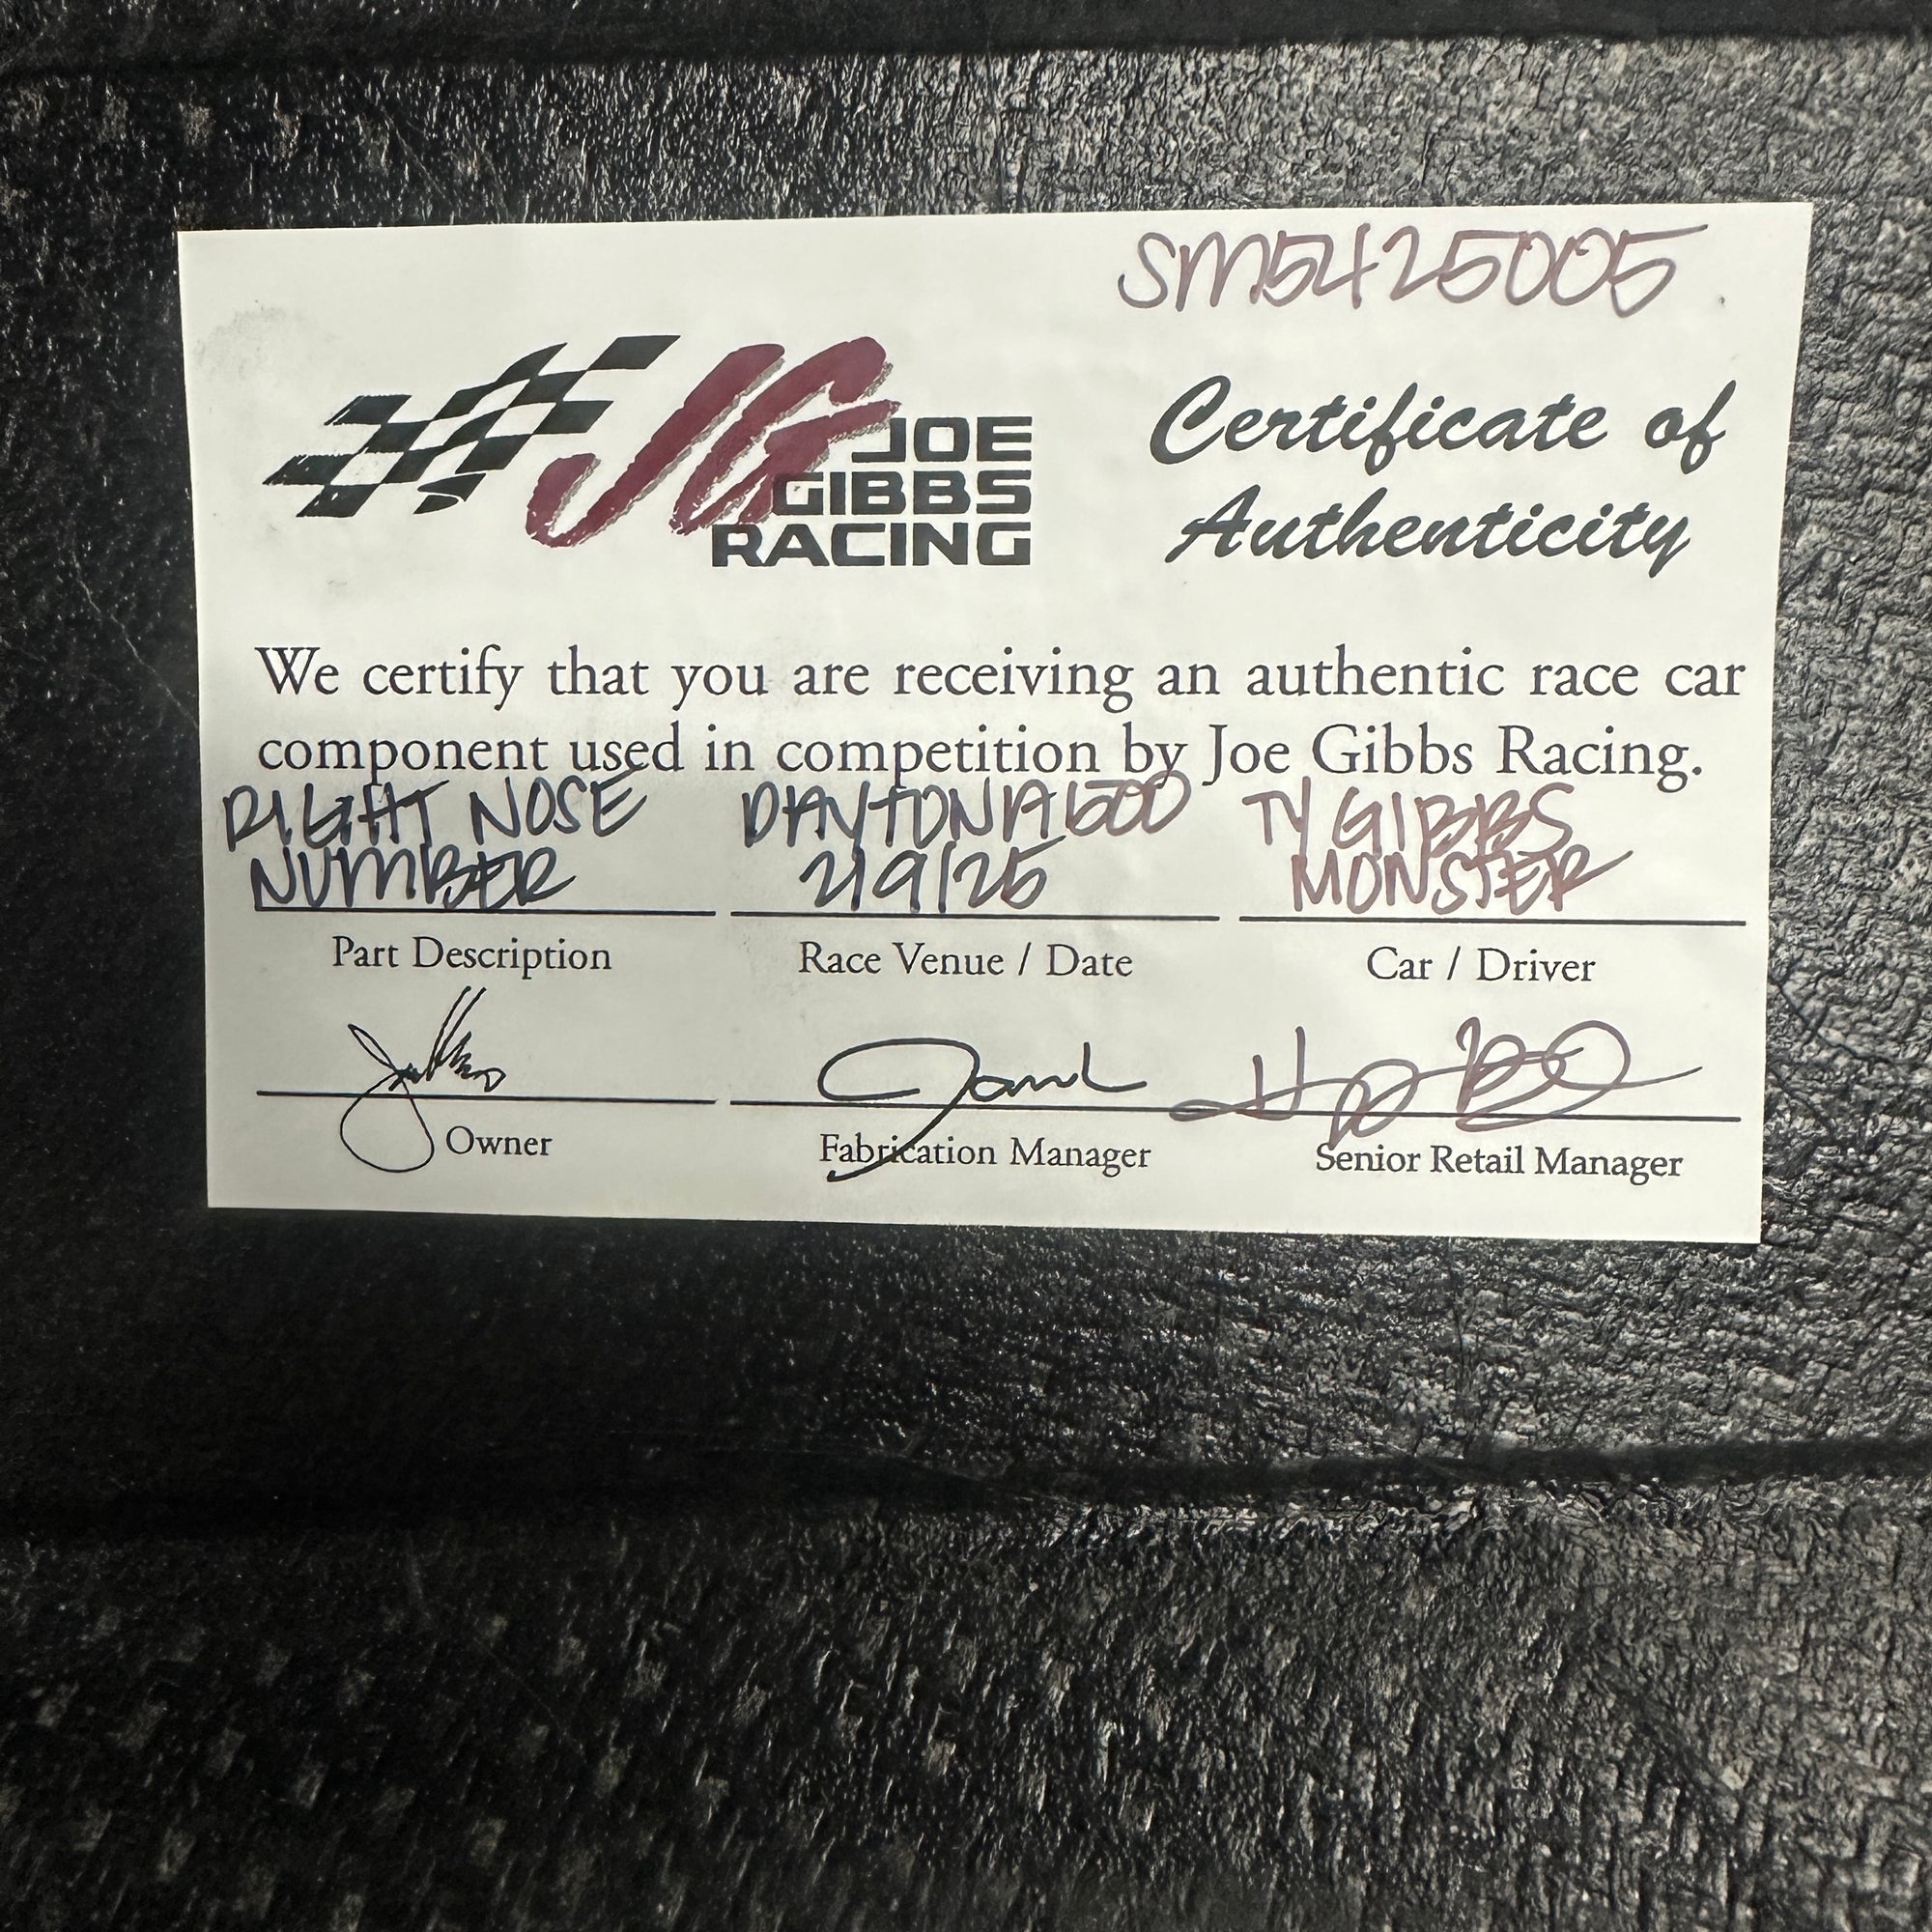 SM5425005
JG JOE
GIBBS
RACING
Certificate of
Authenticity
We certify that you are receiving an authentic race car
component used in competition by Joe Gibbs Racing.
RIGHT NOSE
NUMBER
DAYTONA 500
2/9/25
TY GIBBS
MONSTER
Part Description
Race Venue / Date
Car / Driver
Owner
Fabrication Manager
Senior Retail Manager